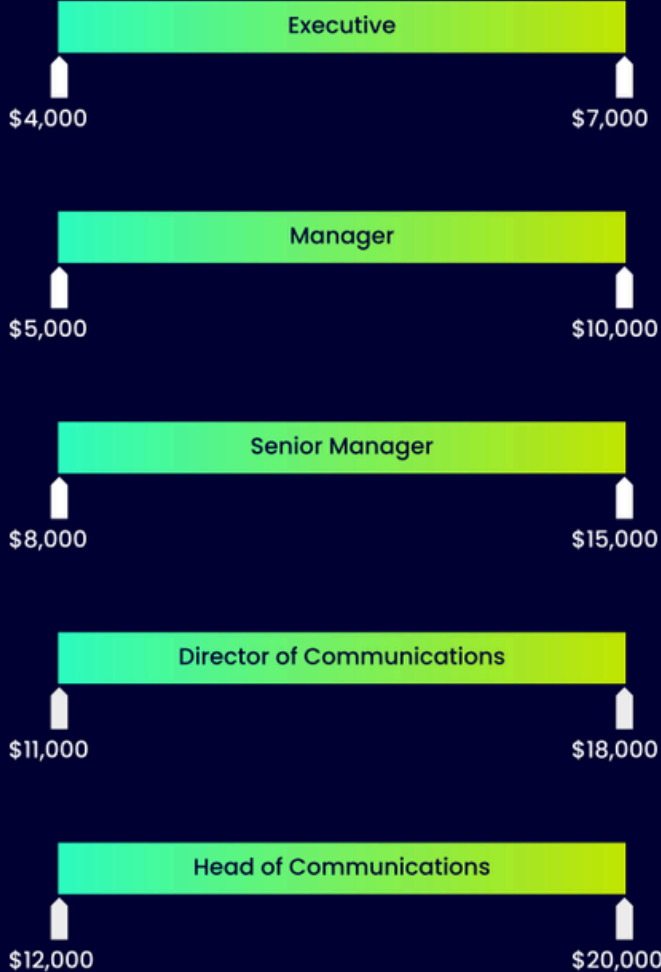 Executive
$4,000 $7,000
Manager
$5,000 $10,000
Senior Manager
$8,000 $15,000
Director of Communications
$11,000 $18,000
Head of Communications
$12,000 $20,000